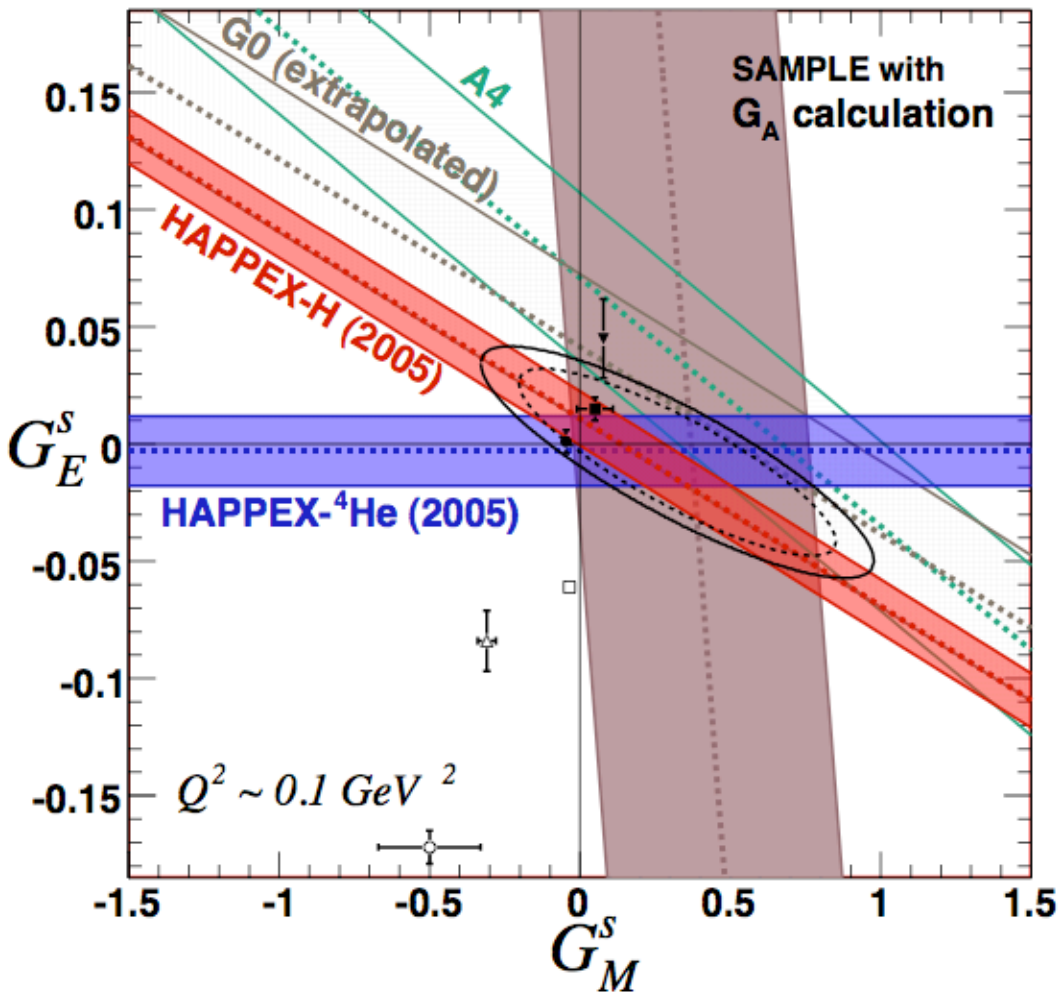 SAMPLE with
G_A calculation
A4
G0 (extrapolated)
HAPPEX-H (2005)
HAPPEX-⁴He (2005)
Q² ~ 0.1 GeV ²
G_E^s
0.15
0.1
0.05
0
-0.05
-0.1
-0.15
-1.5
-1
-0.5
0
0.5
1
1.5
G_M^s